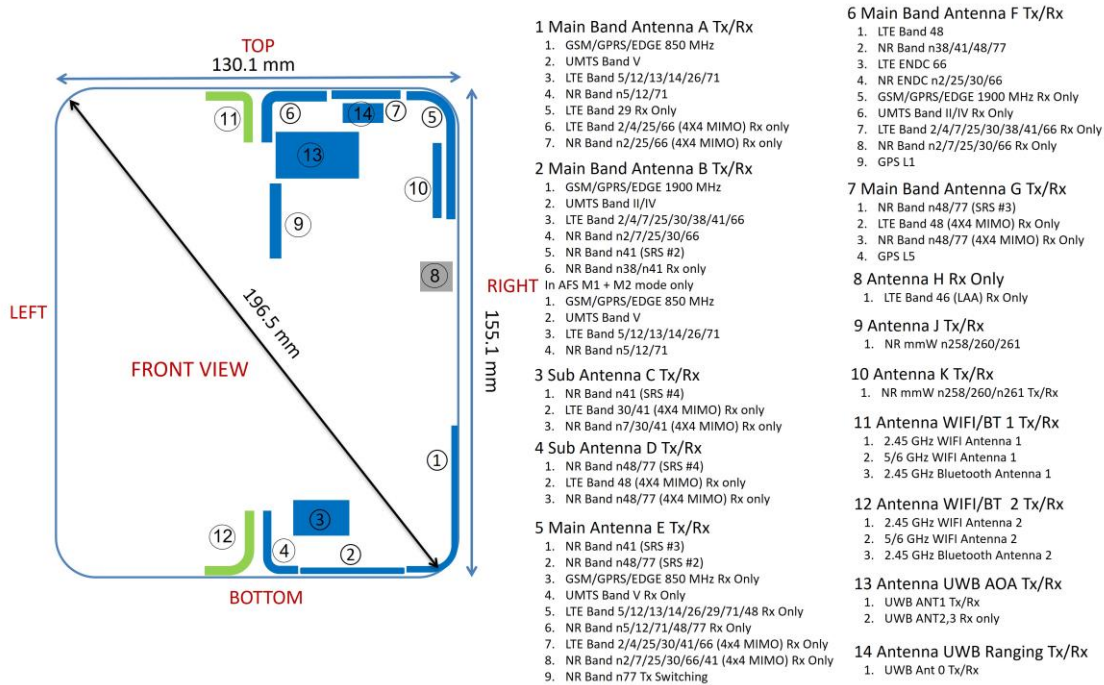 TOP
130.1 mm
11
6
14
7
5
13
10
9
8
RIGHT
LEFT
196.5 mm
155.1 mm
FRONT VIEW
1
12
3
4
2
BOTTOM
1 Main Band Antenna A Tx/Rx
1. GSM/GPRS/EDGE 850 MHz
2. UMTS Band V
3. LTE Band 5/12/13/14/26/71
4. NR Band n5/12/71
5. LTE Band 29 Rx Only
6. LTE Band 2/4/25/66 (4X4 MIMO) Rx only
7. NR Band n2/25/66 (4X4 MIMO) Rx only
2 Main Band Antenna B Tx/Rx
1. GSM/GPRS/EDGE 1900 MHz
2. UMTS Band II/IV
3. LTE Band 2/4/7/25/30/38/41/66
4. NR Band n2/7/25/30/66
5. NR Band n41 (SRS #2)
6. NR Band n38/n41 Rx only
In AFS M1 + M2 mode only
1. GSM/GPRS/EDGE 850 MHz
2. UMTS Band V
3. LTE Band 5/12/13/14/26/71
4. NR Band n5/12/71
3 Sub Antenna C Tx/Rx
1. NR Band n41 (SRS #4)
2. LTE Band 30/41 (4X4 MIMO) Rx only
3. NR Band n7/30/41 (4X4 MIMO) Rx only
4 Sub Antenna D Tx/Rx
1. NR Band n48/77 (SRS #4)
2. LTE Band 48 (4X4 MIMO) Rx only
3. NR Band n48/77 (4X4 MIMO) Rx only
5 Main Antenna E Tx/Rx
1. NR Band n41 (SRS #3)
2. NR Band n48/77 (SRS #2)
3. GSM/GPRS/EDGE 850 MHz Rx Only
4. UMTS Band V Rx Only
5. LTE Band 5/12/13/14/26/29/71/48 Rx Only
6. NR Band n5/12/71/48/77 Rx Only
7. LTE Band 2/4/25/30/41/66 (4x4 MIMO) Rx Only
8. NR Band n2/7/25/30/66/41 (4x4 MIMO) Rx Only
9. NR Band n77 Tx Switching
6 Main Band Antenna F Tx/Rx
1. LTE Band 48
2. NR Band n38/41/48/77
3. LTE ENDC 66
4. NR ENDC n2/25/30/66
5. GSM/GPRS/EDGE 1900 MHz Rx Only
6. UMTS Band II/IV Rx Only
7. LTE Band 2/4/7/25/30/38/41/66 Rx Only
8. NR Band n2/7/25/30/66 Rx Only
9. GPS L1
7 Main Band Antenna G Tx/Rx
1. NR Band n48/77 (SRS #3)
2. LTE Band 48 (4X4 MIMO) Rx Only
3. NR Band n48/77 (4X4 MIMO) Rx Only
4. GPS L5
8 Antenna H Rx Only
1. LTE Band 46 (LAA) Rx Only
9 Antenna J Tx/Rx
1. NR mmW n258/260/261
10 Antenna K Tx/Rx
1. NR mmW n258/260/n261 Tx/Rx
11 Antenna WIFI/BT 1 Tx/Rx
1. 2.45 GHz WIFI Antenna 1
2. 5/6 GHz WIFI Antenna 1
3. 2.45 GHz Bluetooth Antenna 1
12 Antenna WIFI/BT 2 Tx/Rx
1. 2.45 GHz WIFI Antenna 2
2. 5/6 GHz WIFI Antenna 2
3. 2.45 GHz Bluetooth Antenna 2
13 Antenna UWB AOA Tx/Rx
1. UWB ANT1 Tx/Rx
2. UWB ANT2,3 Rx only
14 Antenna UWB Ranging Tx/Rx
1. UWB Ant 0 Tx/Rx